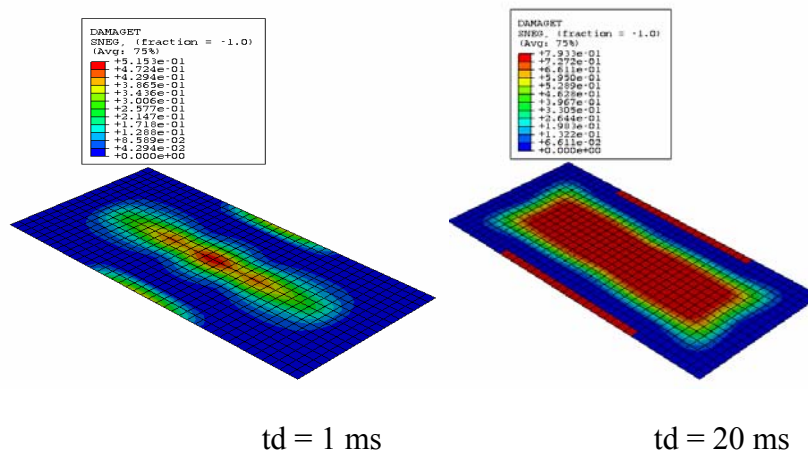 DAMAGET
SNEG, (fraction = -1.0)
(Avg: 75%)
+5.153e-01
+4.724e-01
+4.294e-01
+3.865e-01
+3.436e-01
+3.006e-01
+2.577e-01
+2.147e-01
+1.718e-01
+1.288e-01
+8.589e-02
+4.294e-02
+0.000e+00
DAMAGET
SNEG, (fraction = -1.0)
(Avg: 75%)
+7.933e-01
+7.272e-01
+6.611e-01
+5.950e-01
+5.289e-01
+4.628e-01
+3.967e-01
+3.305e-01
+2.644e-01
+1.983e-01
+1.322e-01
+6.611e-02
+0.000e+00
td = 1 ms
td = 20 ms